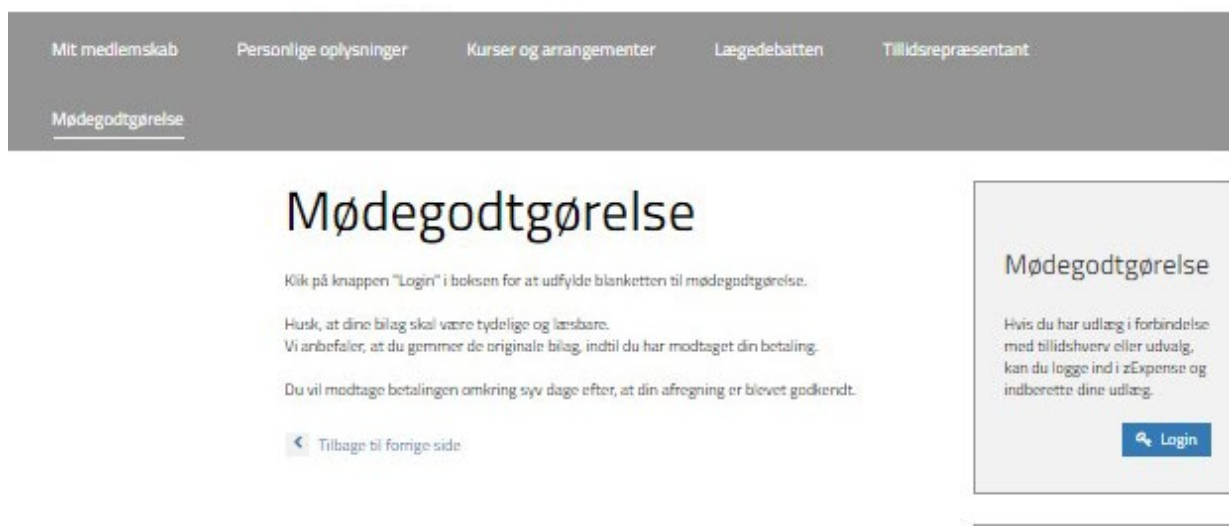 Mit medlemskab Personlige oplysninger Kurser og arrangementer Lægedebatten Tillidsrepræsentant
Mødegodtgørelse
Mødegodtgørelse
Klik på knappen "Login" i boksen for at udfylde blanketten til mødegodtgørelse.
Husk, at dine bilag skal være tydelige og læsbare.
Vi anbefaler, at du gemmer de originale bilag, indtil du har modtaget din betaling.
Du vil modtage betalingen omkring syv dage efter, at din afregning er blevet godkendt.
Tilbage til forrige side
Mødegodtgørelse
Hvis du har udlæg i forbindelse
med tillidshverv eller udvalg,
kan du logge ind i zExpense og
indberette dine udlæg.
Login